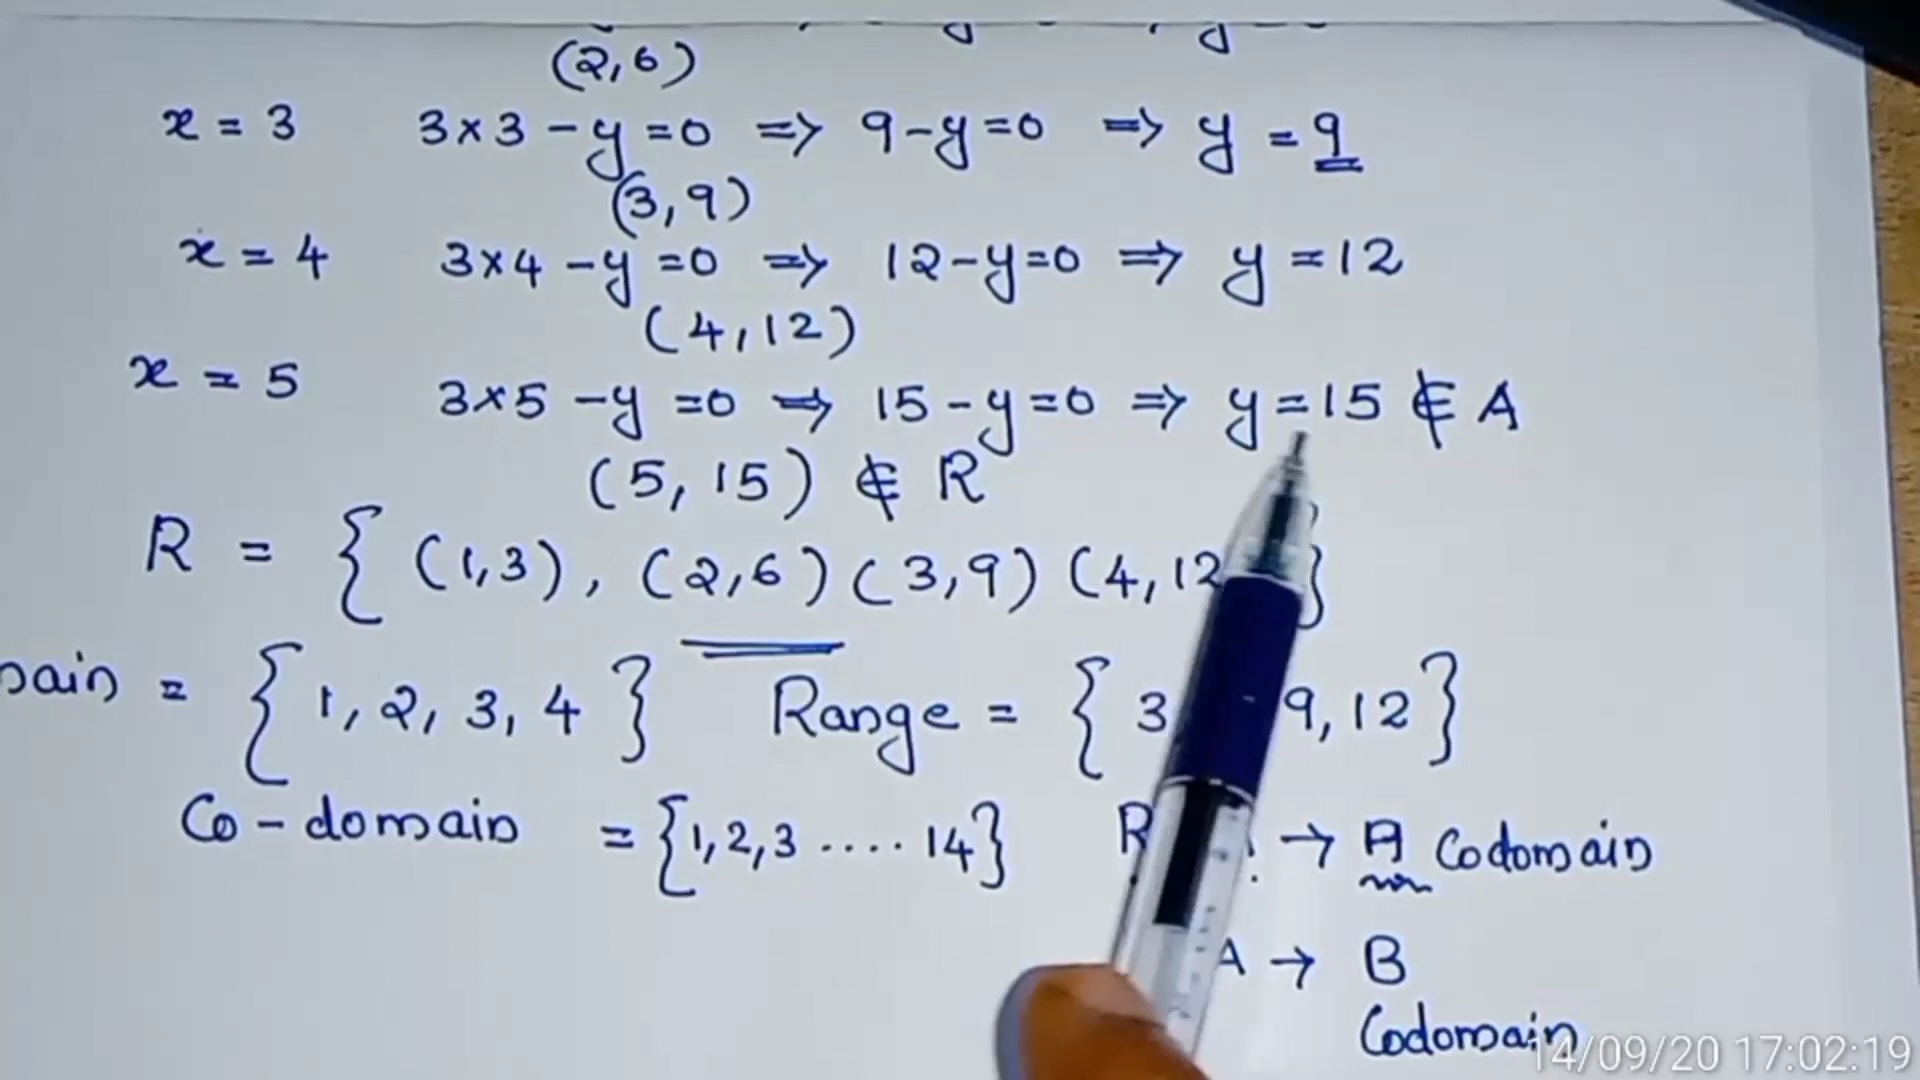 (2,6)
x = 3 3×3 -y=0 => 9-y=0 => y = 9
(3,9)
x = 4 3×4 -y=0 => 12-y=0 => y =12
(4,12)
x = 5 3×5 -y=0 => 15-y=0 => y=15 ∉ A
(5,15) ∉ R
R = { (1,3), (2,6) (3,9) (4,12 }
= { 1, 2, 3, 4 } Range = { 3 9,12}
Co-domain = {1,2,3 .... 14} R : → A Codomain
A → B
Codomain
14/09/20 17:02:19